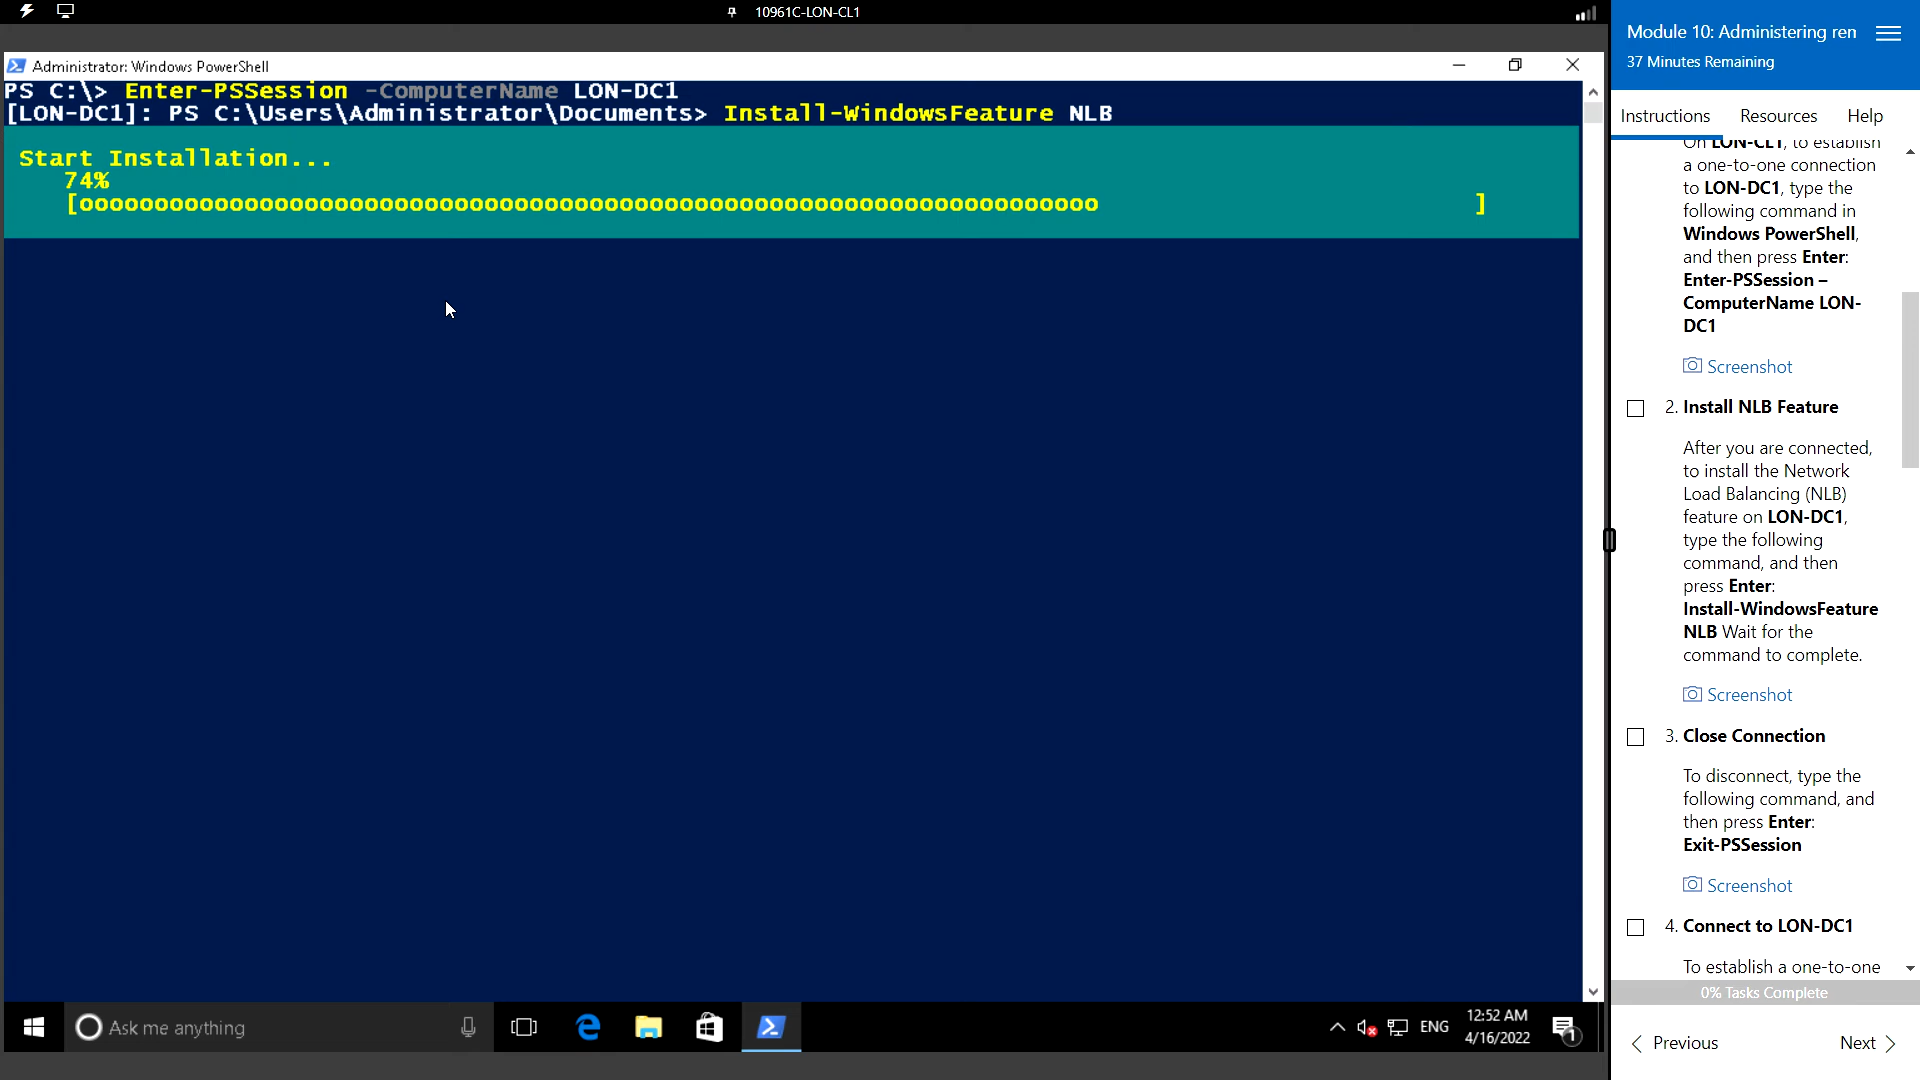 10961C-LON-CL1
Administrator: Windows PowerShell
PS C:\> Enter-PSSession -ComputerName LON-DC1
[LON-DC1]: PS C:\Users\Administrator\Documents> Install-WindowsFeature NLB
Start Installation...
74%
[oooooooooooooooooooooooooooooooooooooooooooooooooooooooooooooooooooo ]
Ask me anything
ENG
12:52 AM
4/16/2022
1
Module 10: Administering ren
37 Minutes Remaining
Instructions Resources Help
On LON-CL1, to establish
a one-to-one connection
to LON-DC1, type the
following command in
Windows PowerShell,
and then press Enter:
Enter-PSSession –
ComputerName LON-
DC1
Screenshot
2. Install NLB Feature
After you are connected,
to install the Network
Load Balancing (NLB)
feature on LON-DC1,
type the following
command, and then
press Enter:
Install-WindowsFeature
NLB Wait for the
command to complete.
Screenshot
3. Close Connection
To disconnect, type the
following command, and
then press Enter:
Exit-PSSession
Screenshot
4. Connect to LON-DC1
To establish a one-to-one
0% Tasks Complete
Previous Next